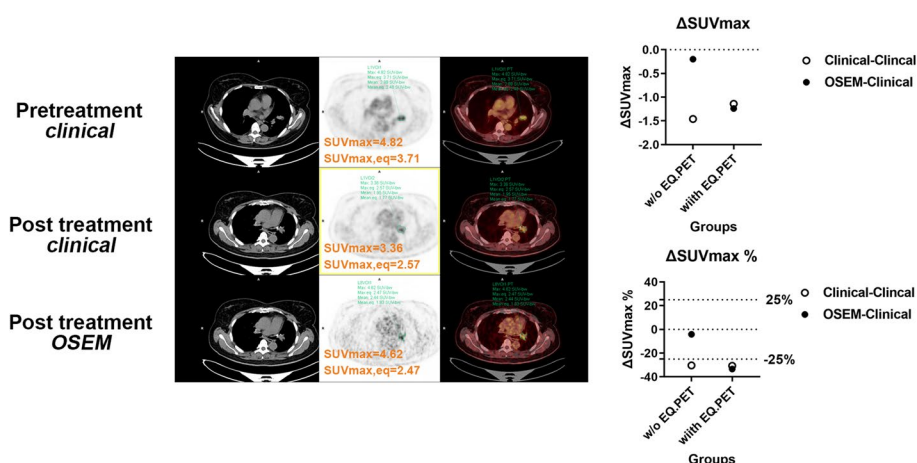 Pretreatment
clinical
SUVmax=4.82
SUVmax,eq=3.71
Post treatment
clinical
SUVmax=3.36
SUVmax,eq=2.57
Post treatment
OSEM
SUVmax=4.62
SUVmax,eq=2.47
ΔSUVmax
ΔSUVmax
0.0
-0.5
-1.0
-1.5
-2.0
w/o EQ.PET
wiith EQ.PET
Groups
Clinical-Clincal
OSEM-Clinical
ΔSUVmax %
ΔSUVmax %
40
20
0
-20
-40
25%
-25%
w/o EQ.PET
wiith EQ.PET
Groups
Clinical-Clincal
OSEM-Clinical